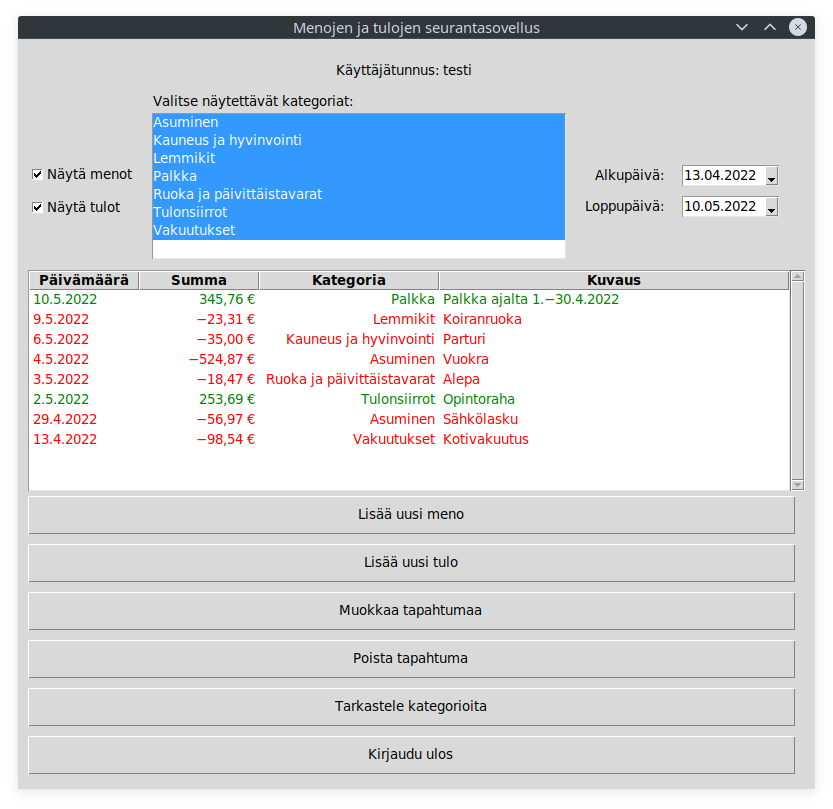 Menojen ja tulojen seurantasovellus
Käyttäjätunnus: testi
Valitse näytettävät kategoriat:
Asuminen
Kauneus ja hyvinvointi
Lemmikit
Palkka
Ruoka ja päivittäistavarat
Tulonsiirrot
Vakuutukset
Näytä menot
Näytä tulot
Alkupäivä: 13.04.2022
Loppupäivä: 10.05.2022
Päivämäärä Summa Kategoria Kuvaus
10.5.2022 345,76 € Palkka Palkka ajalta 1.−30.4.2022
9.5.2022 −23,31 € Lemmikit Koiranruoka
6.5.2022 −35,00 € Kauneus ja hyvinvointi Parturi
4.5.2022 −524,87 € Asuminen Vuokra
3.5.2022 −18,47 € Ruoka ja päivittäistavarat Alepa
2.5.2022 253,69 € Tulonsiirrot Opintoraha
29.4.2022 −56,97 € Asuminen Sähkölasku
13.4.2022 −98,54 € Vakuutukset Kotivakuutus
Lisää uusi meno
Lisää uusi tulo
Muokkaa tapahtumaa
Poista tapahtuma
Tarkastele kategorioita
Kirjaudu ulos